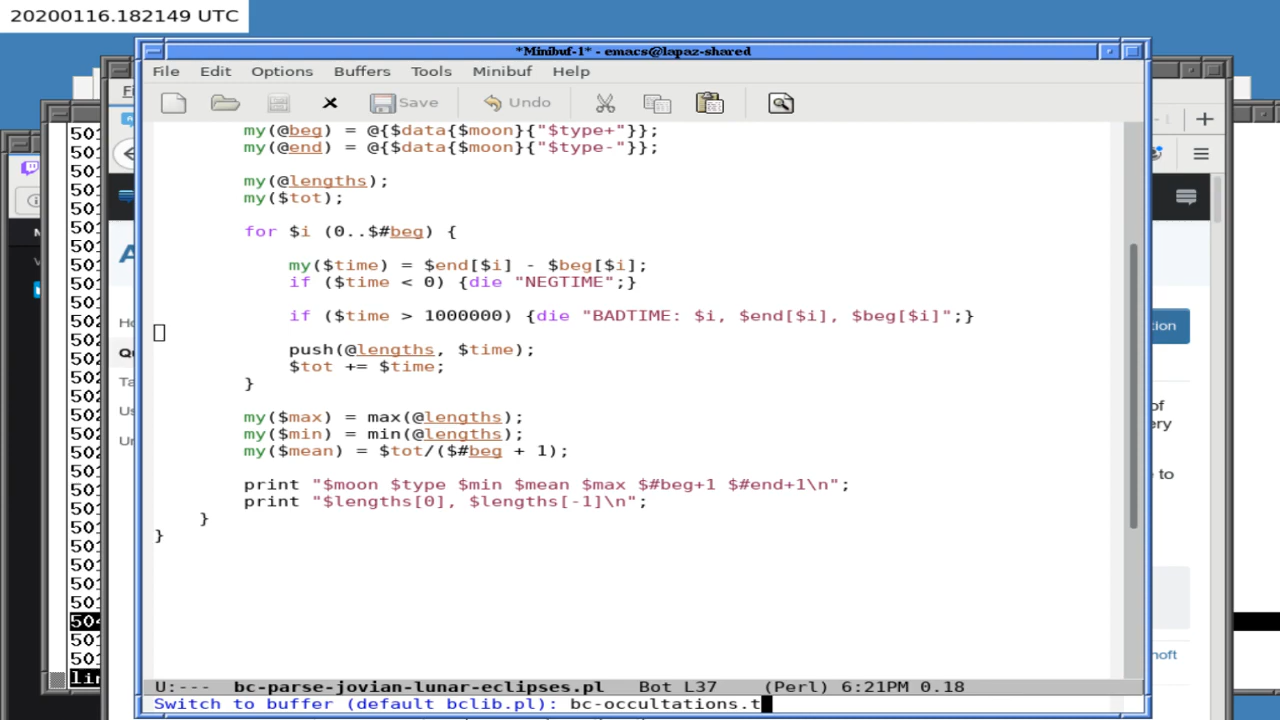 20200116.182149 UTC
*Minibuf-1* - emacs@lapaz-shared
File Edit Options Buffers Tools Minibuf Help
Save Undo
my(@beg) = @{$data{$moon}{"$type+"}};
my(@end) = @{$data{$moon}{"$type-"}};
my(@lengths);
my($tot);
for $i (0..$#beg) {
my($time) = $end[$i] - $beg[$i];
if ($time < 0) {die "NEGTIME";}
if ($time > 1000000) {die "BADTIME: $i, $end[$i], $beg[$i]";}
push(@lengths, $time);
$tot += $time;
}
my($max) = max(@lengths);
my($min) = min(@lengths);
my($mean) = $tot/($#beg + 1);
print "$moon $type $min $mean $max $#beg+1 $#end+1\n";
print "$lengths[0], $lengths[-1]\n";
}
}
U:--- bc-parse-jovian-lunar-eclipses.pl Bot L37 (Perl) 6:21PM 0.18
Switch to buffer (default bclib.pl): bc-occultations.t